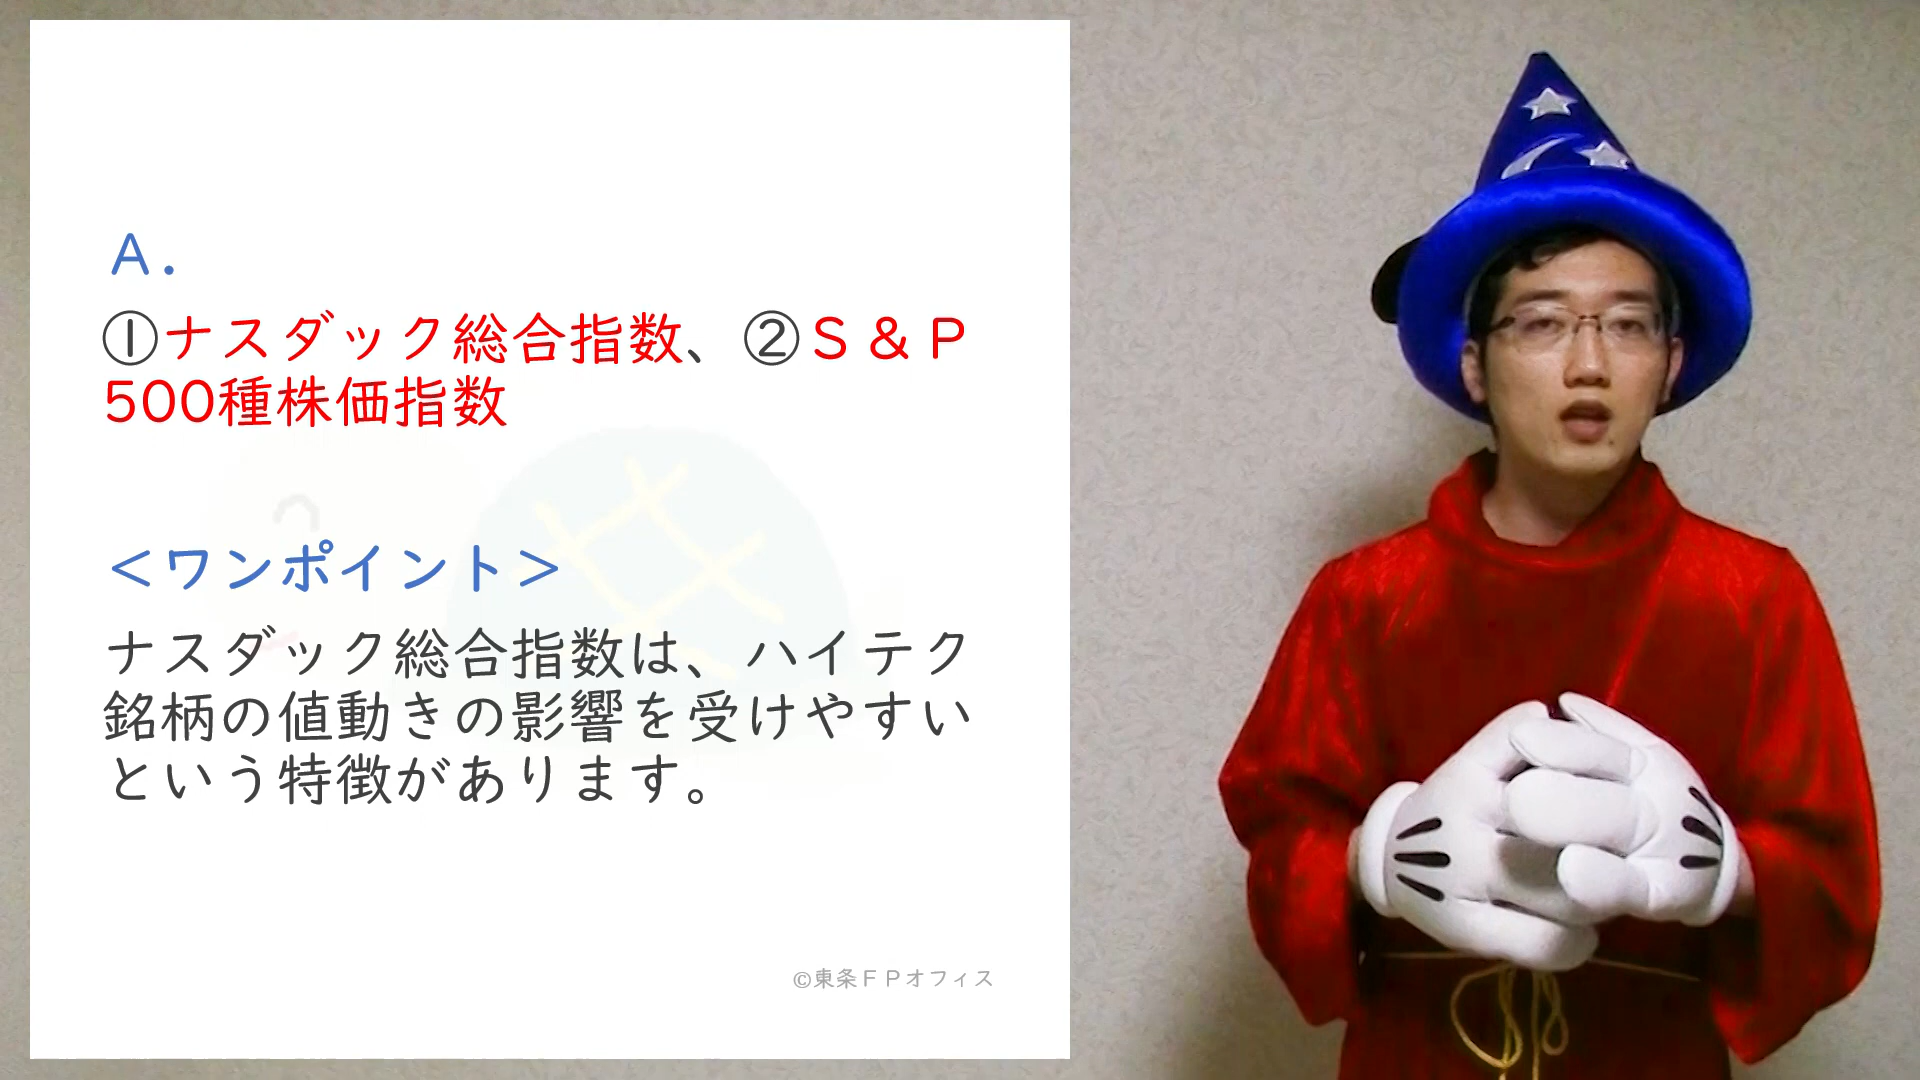 A.
①ナスダック総合指数、②S&P
500種株価指数
＜ワンポイント＞
ナスダック総合指数は、ハイテク
銘柄の値動きの影響を受けやすい
という特徴があります。
©東条FPオフィス